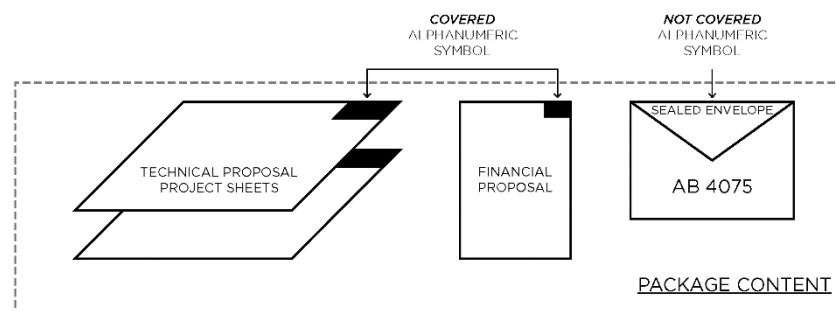 COVERED
ALPHANUMERIC
SYMBOL
NOT COVERED
ALPHANUMERIC
SYMBOL
TECHNICAL PROPOSAL
PROJECT SHEETS
FINANCIAL
PROPOSAL
SEALED ENVELOPE
AB 4075
PACKAGE CONTENT